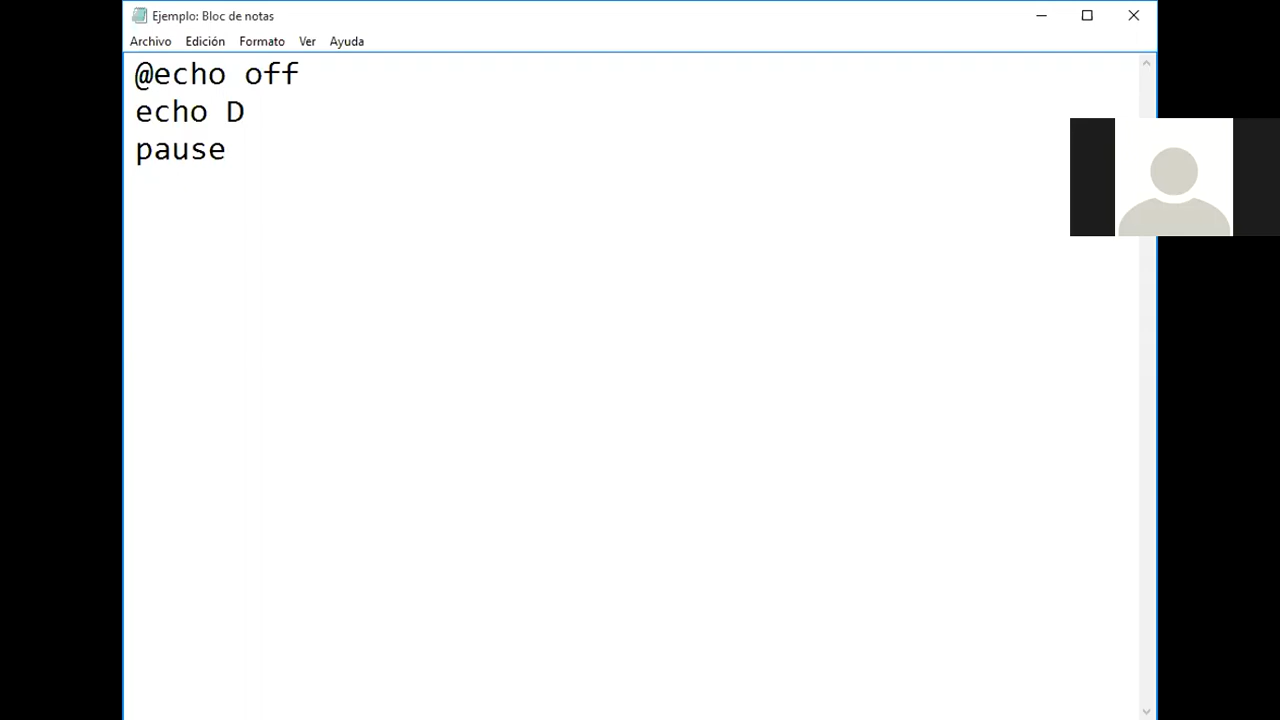 Ejemplo: Bloc de notas
Archivo Edición Formato Ver Ayuda
@echo off
echo D
pause